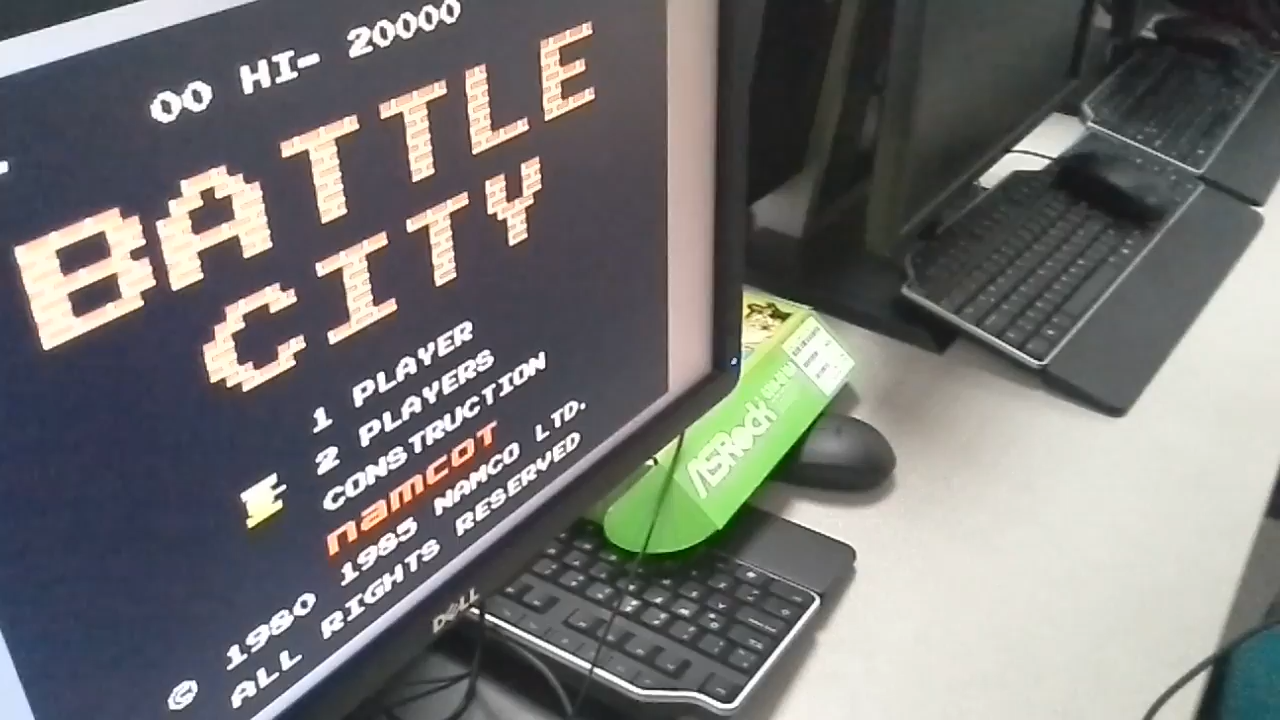 00 HI- 20000
BATTLE
CITY
1 PLAYER
2 PLAYERS
CONSTRUCTION
namcot
© 1980 1985 NAMCO LTD.
ALL RIGHTS RESERVED
DELL
ASRock